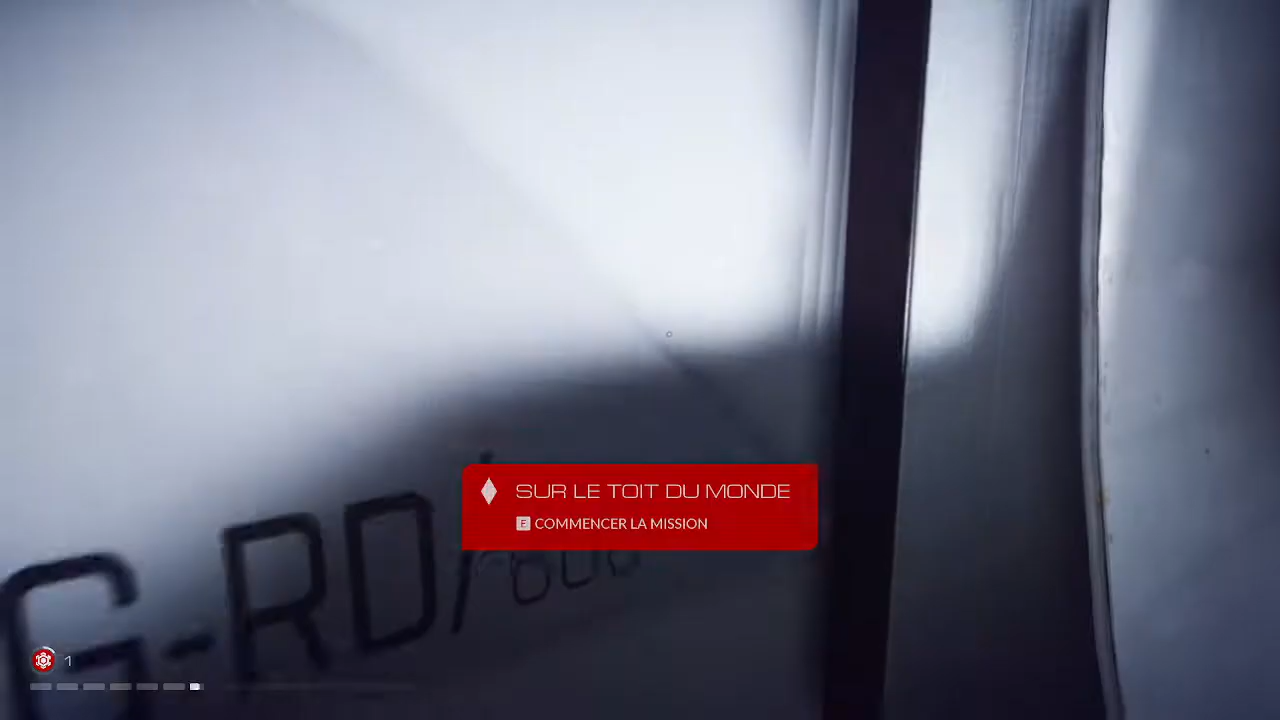 SUR LE TOIT DU MONDE
E COMMENCER LA MISSION
G-RD/
1